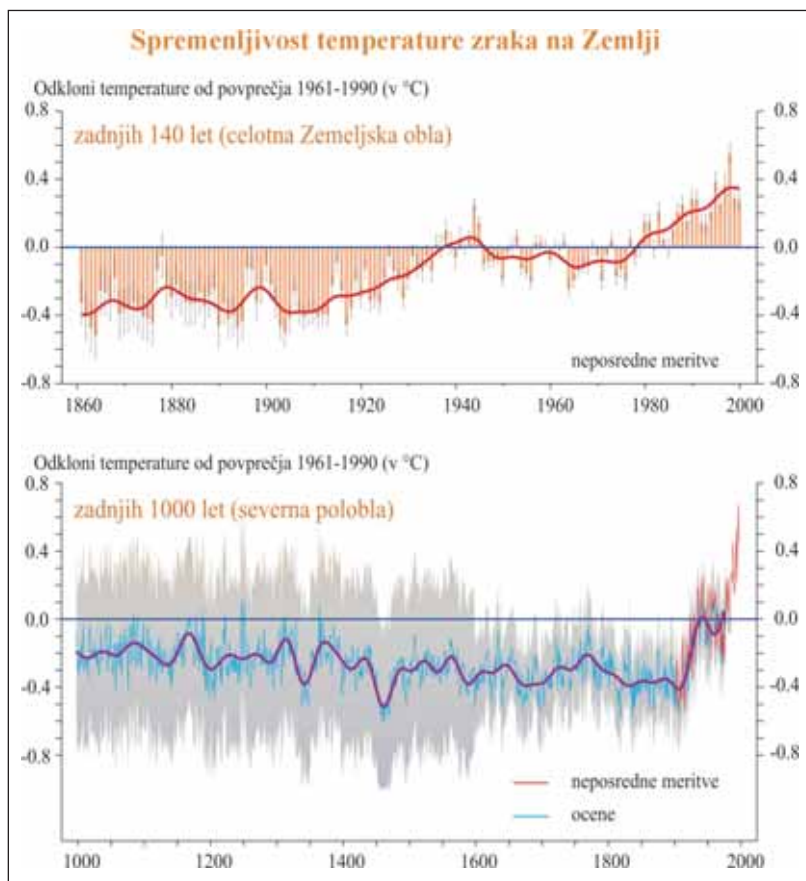 Spremenljivost temperature zraka na Zemlji
Odkloni temperature od povprečja 1961-1990 (v °C)
0.8 0.8
zadnjih 140 let (celotna Zemeljska obla)
0.4 0.4
0.0 0.0
-0.4 -0.4
neposredne meritve
-0.8 -0.8
1860 1880 1900 1920 1940 1960 1980 2000
Odkloni temperature od povprečja 1961-1990 (v °C)
0.8 0.8
zadnjih 1000 let (severna polobla)
0.4 0.4
0.0 0.0
-0.4 -0.4
-0.8 -0.8
neposredne meritve
ocene
1000 1200 1400 1600 1800 2000